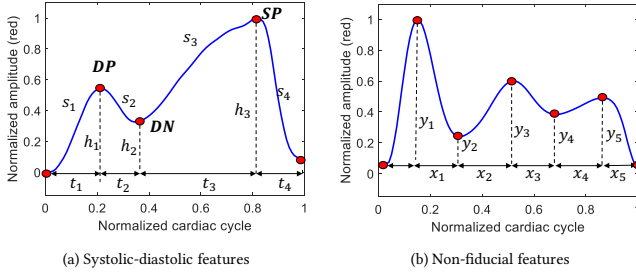 (a)
Normalized amplitude (red)
1
0.8
0.6
0.4
0.2
0
0 0.2 0.4 0.6 0.8 1
SP
DP
DN
s1 s2 s3 s4
h1 h2 h3
t1 t2 t3 t4
Normalized cardiac cycle
(a) Systolic-diastolic features
(b)
Normalized amplitude (red)
1
0.8
0.6
0.4
0.2
0
0 0.2 0.4 0.6 0.8 1
y1 y2 y3 y4 y5
x1 x2 x3 x4 x5
Normalized cardiac cycle
(b) Non-fiducial features